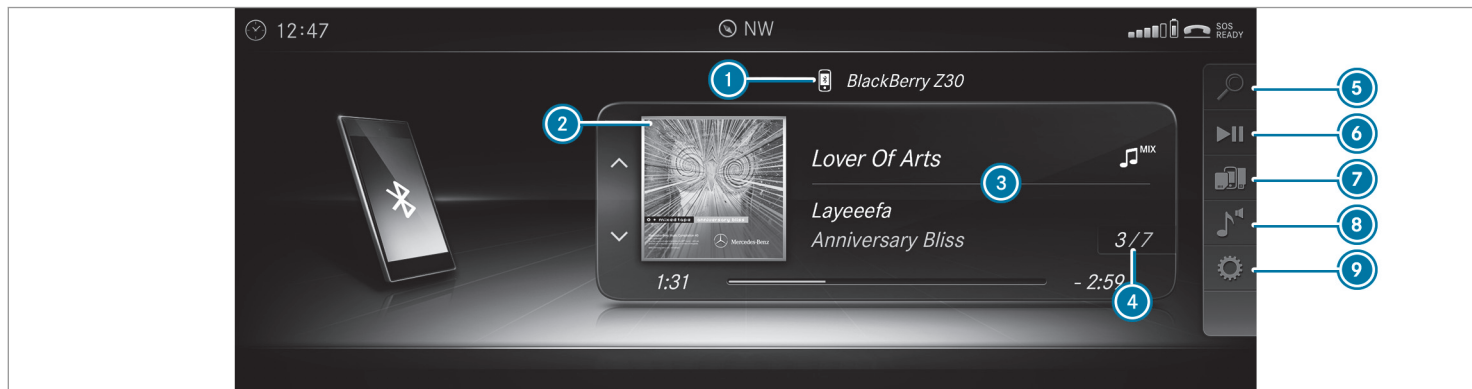 12:47
NW
SOS
READY
1
BlackBerry Z30
5
2
6
Lover Of Arts
MIX
3
7
Layeeefa
8
Mercedes-Benz
Anniversary Bliss
3/7
9
1:31
- 2:59
4